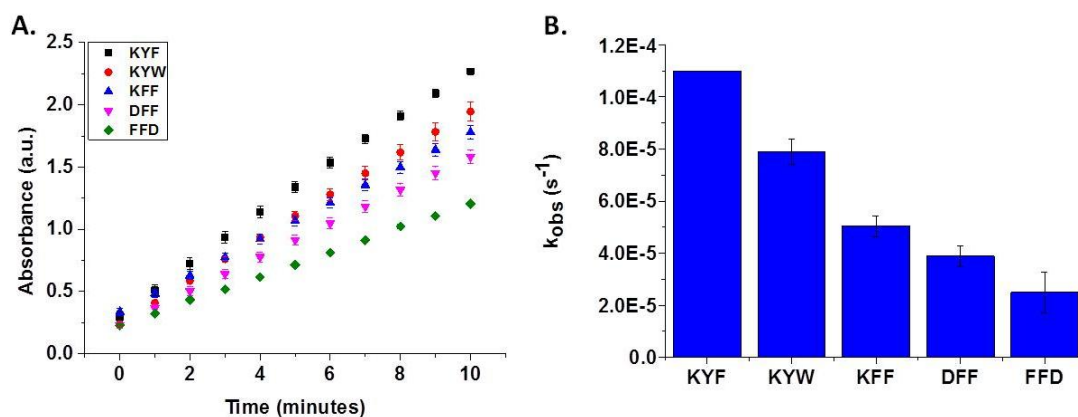 A.
2.5
2.0
1.5
1.0
0.5
0.0
Absorbance (a.u.)
KYF
KYW
KFF
DFF
FFD
0 2 4 6 8 10
Time (minutes)
B.
1.2E-4
1.0E-4
8.0E-5
6.0E-5
4.0E-5
2.0E-5
0.0
kobs (s-1)
KYF KYW KFF DFF FFD